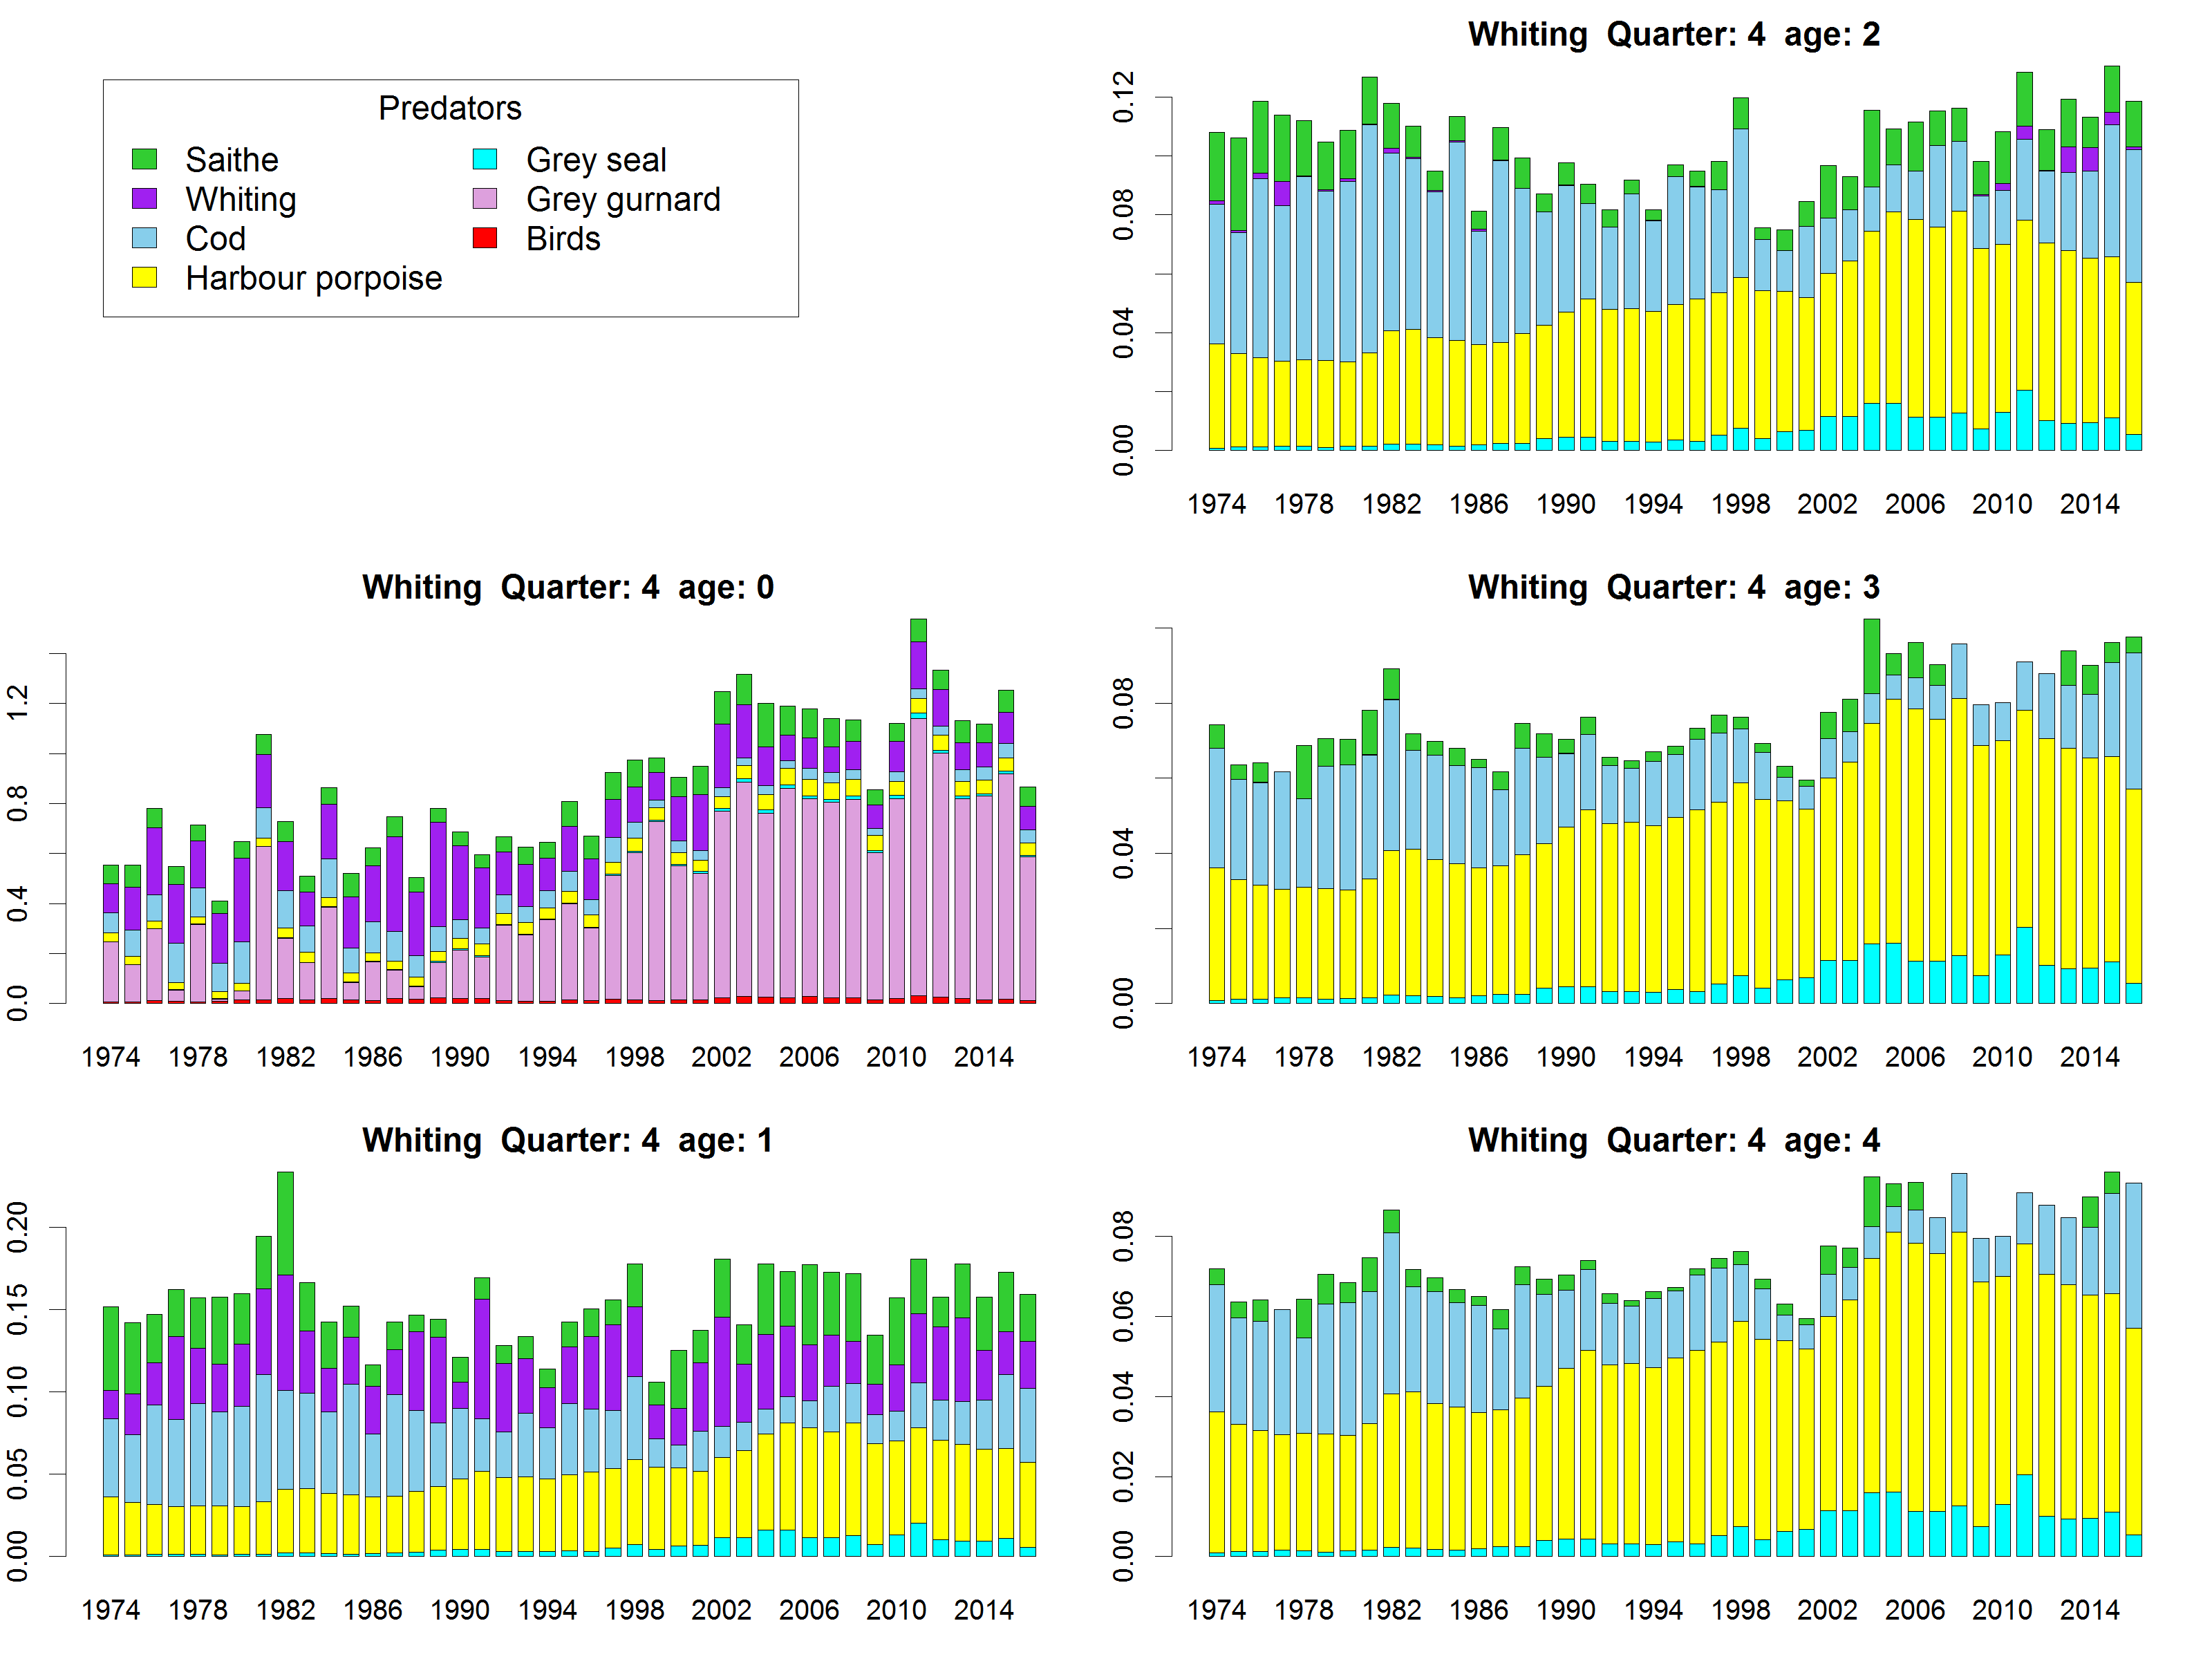 Predators
Saithe
Whiting
Cod
Harbour porpoise
Grey seal
Grey gurnard
Birds
Whiting Quarter: 4 age: 2
0.00 0.04 0.08 0.12
1974 1978 1982 1986 1990 1994 1998 2002 2006 2010 2014
Whiting Quarter: 4 age: 0
0.0 0.4 0.8 1.2
1974 1978 1982 1986 1990 1994 1998 2002 2006 2010 2014
Whiting Quarter: 4 age: 3
0.00 0.04 0.08
1974 1978 1982 1986 1990 1994 1998 2002 2006 2010 2014
Whiting Quarter: 4 age: 1
0.00 0.05 0.10 0.15 0.20
1974 1978 1982 1986 1990 1994 1998 2002 2006 2010 2014
Whiting Quarter: 4 age: 4
0.00 0.02 0.04 0.06 0.08
1974 1978 1982 1986 1990 1994 1998 2002 2006 2010 2014